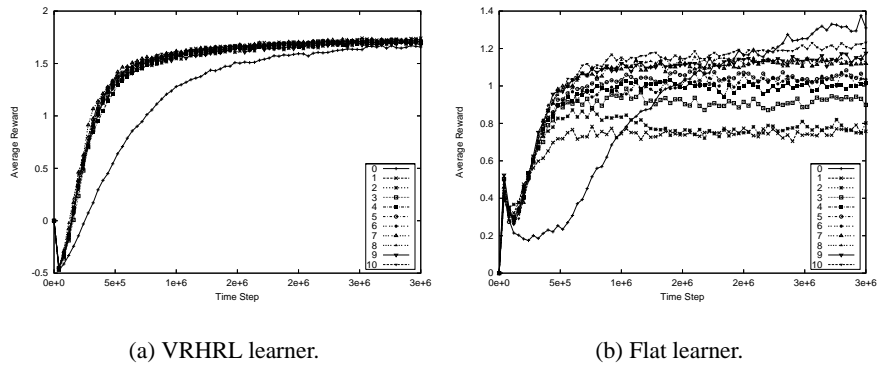 2
1.5
1
0.5
0
-0.5
Average Reward
0e+0
5e+5
1e+6
2e+6
2e+6
3e+6
3e+6
Time Step
0
1
2
3
4
5
6
7
8
9
10
(a) VRHRL learner.
1.4
1.2
1
0.8
0.6
0.4
0.2
0
Average Reward
0e+0
5e+5
1e+6
2e+6
2e+6
3e+6
3e+6
Time Step
0
1
2
3
4
5
6
7
8
9
10
(b) Flat learner.